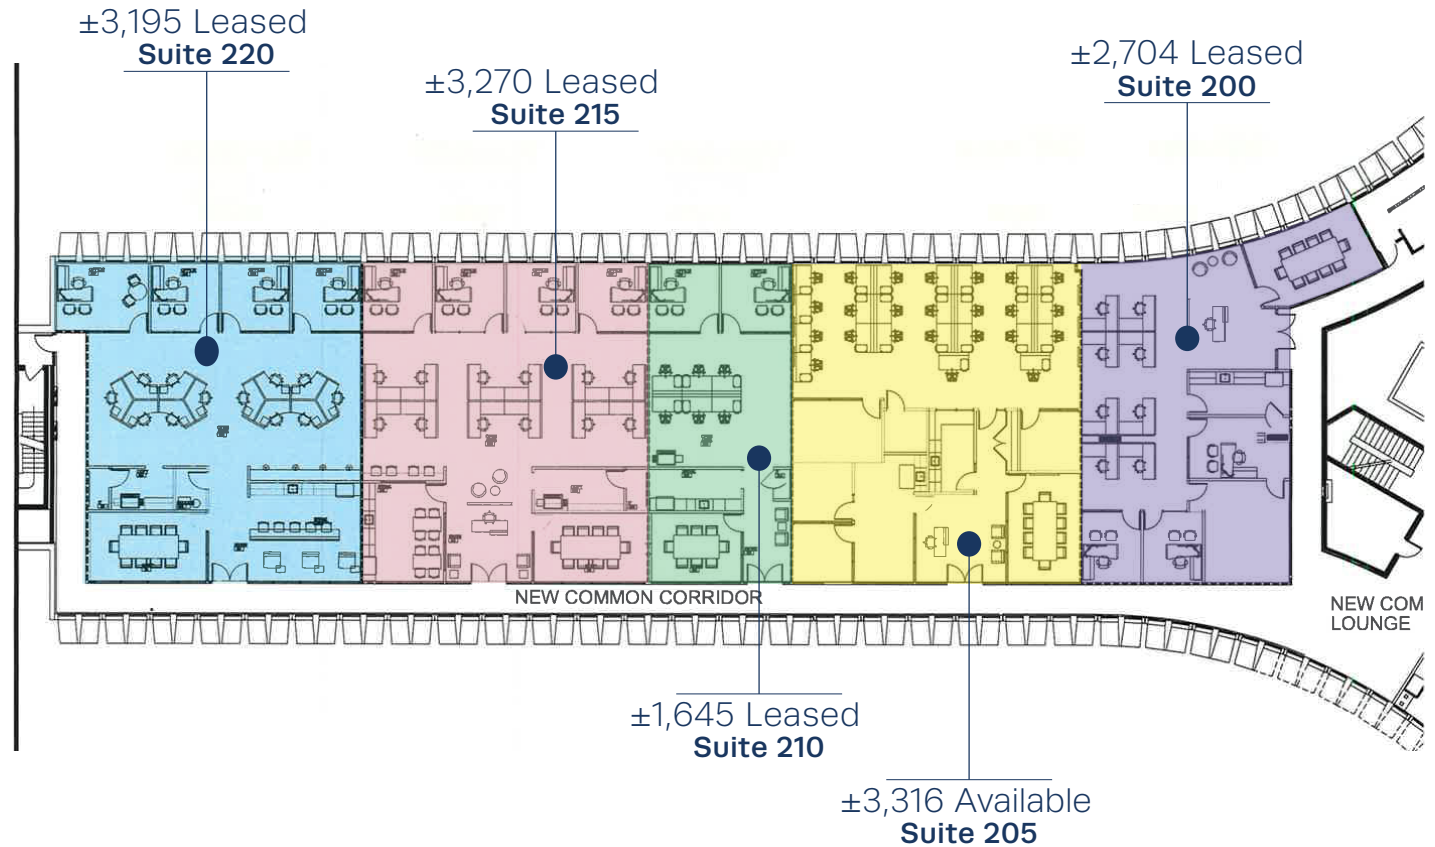 ±3,195 Leased
Suite 220
±3,270 Leased
Suite 215
±2,704 Leased
Suite 200
NEW COMMON CORRIDOR
NEW COM
LOUNGE
±1,645 Leased
Suite 210
±3,316 Available
Suite 205